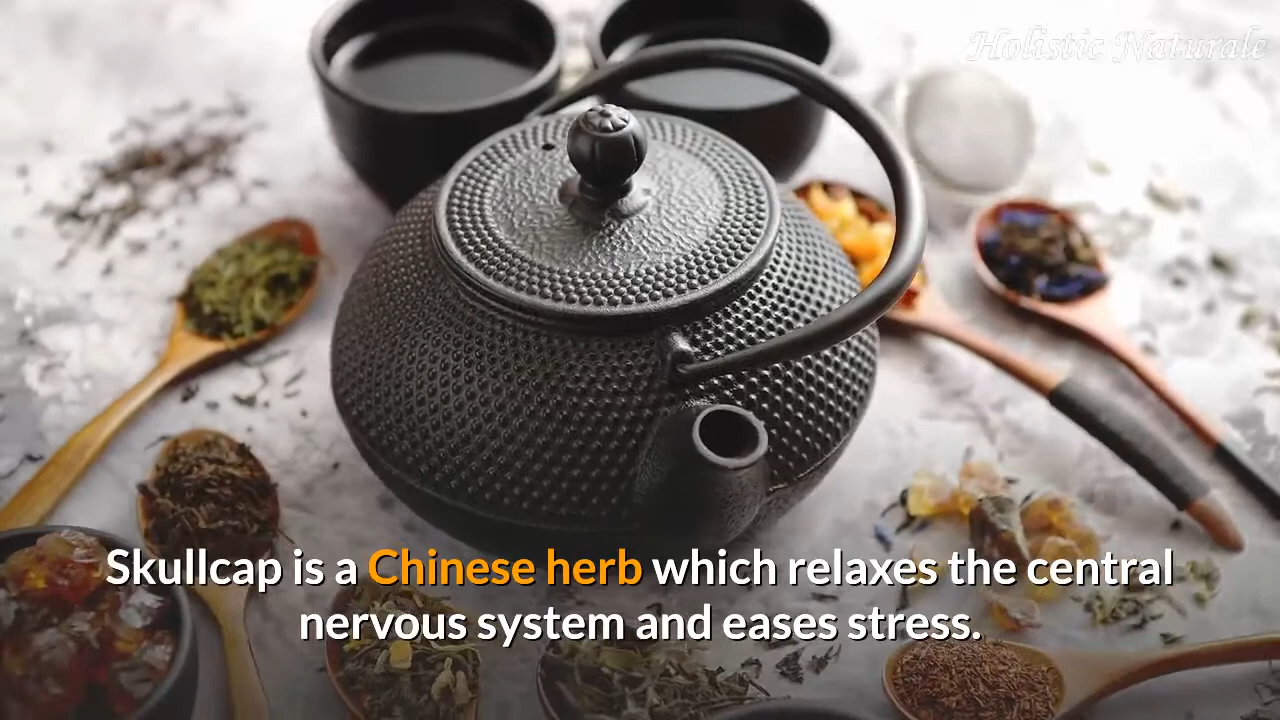 Holistic Naturale
Skullcap is a Chinese herb which relaxes the central
nervous system and eases stress.